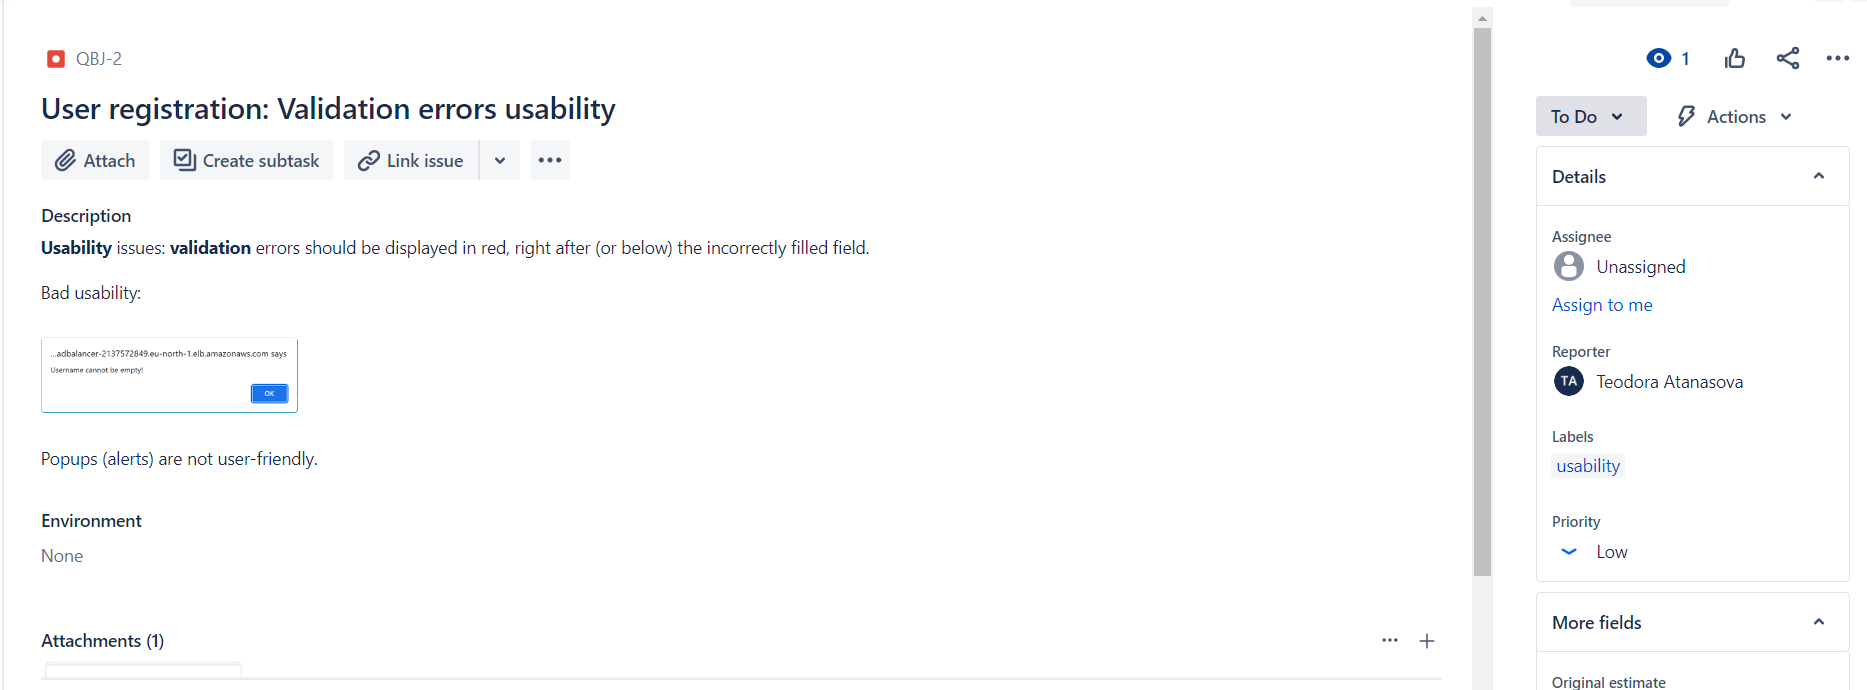 QBJ-2
User registration: Validation errors usability
Attach
Create subtask
Link issue
Description
Usability issues: validation errors should be displayed in red, right after (or below) the incorrectly filled field.
Bad usability:
...adbalancer-2137572849.eu-north-1.elb.amazonaws.com says
Username cannot be empty!
OK
Popups (alerts) are not user-friendly.
Environment
None
Attachments (1)
1
To Do
Actions
Details
Assignee
Unassigned
Assign to me
Reporter
TA
Teodora Atanasova
Labels
usability
Priority
Low
More fields
Original estimate